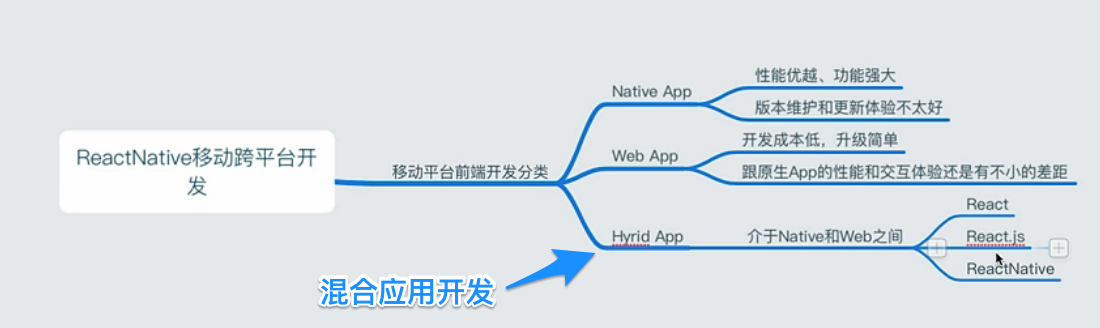 ReactNative移动跨平台开
发
移动平台前端开发分类
Native App
性能优越、功能强大
版本维护和更新体验不太好
Web App
开发成本低，升级简单
跟原生App的性能和交互体验还是有不小的差距
Hyrid App
介于Native和Web之间
React
React.js
ReactNative
混合应用开发